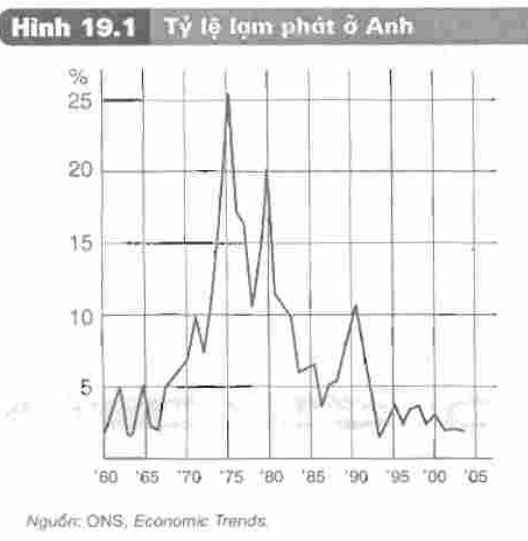 Hình 19.1 Tỷ lệ lạm phát ở Anh
%
25
20
15
10
5
'60 '65 '70 '75 '80 '85 '90 '95 '00 '05
Nguồn: ONS, Economic Trends.